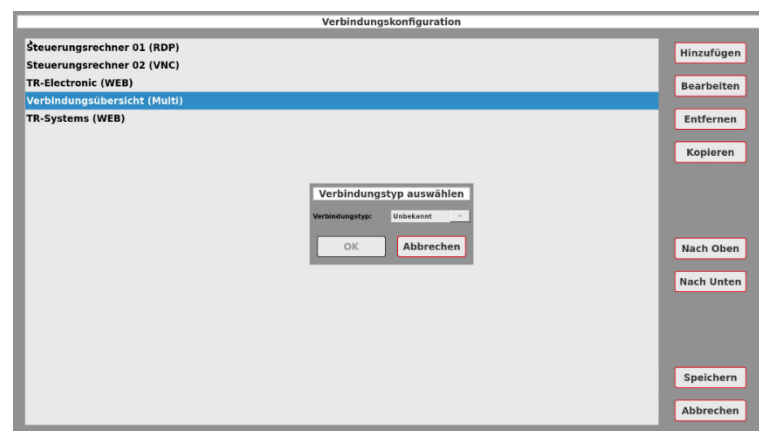 Verbindungskonfiguration
Steuerungsrechner 01 (RDP)
Steuerungsrechner 02 (VNC)
TR-Electronic (WEB)
Verbindungsübersicht (Multi)
TR-Systems (WEB)
Hinzufügen
Bearbeiten
Entfernen
Kopieren
Verbindungstyp auswählen
Verbindungstyp: Unbekannt
OK Abbrechen
Nach Oben
Nach Unten
Speichern
Abbrechen